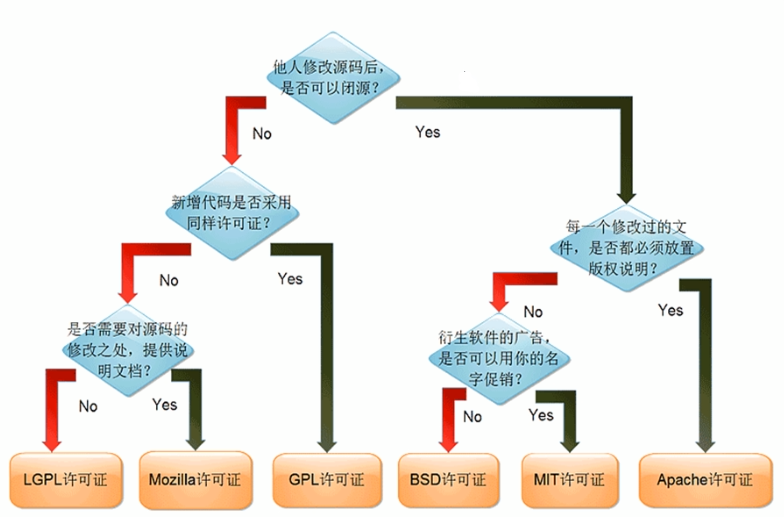 他人修改源码后,
是否可以闭源?
No
Yes
新增代码是否采用
同样许可证?
每一个修改过的文
件，是否都必须放置
版权说明?
No
Yes
No
Yes
是否需要对源码的
修改之处，提供说
明文档?
衍生软件的广告,
是否可以用你的名
字促销?
No
Yes
No
Yes
LGPL许可证
Mozilla许可证
GPL许可证
BSD许可证
MIT许可证
Apache许可证